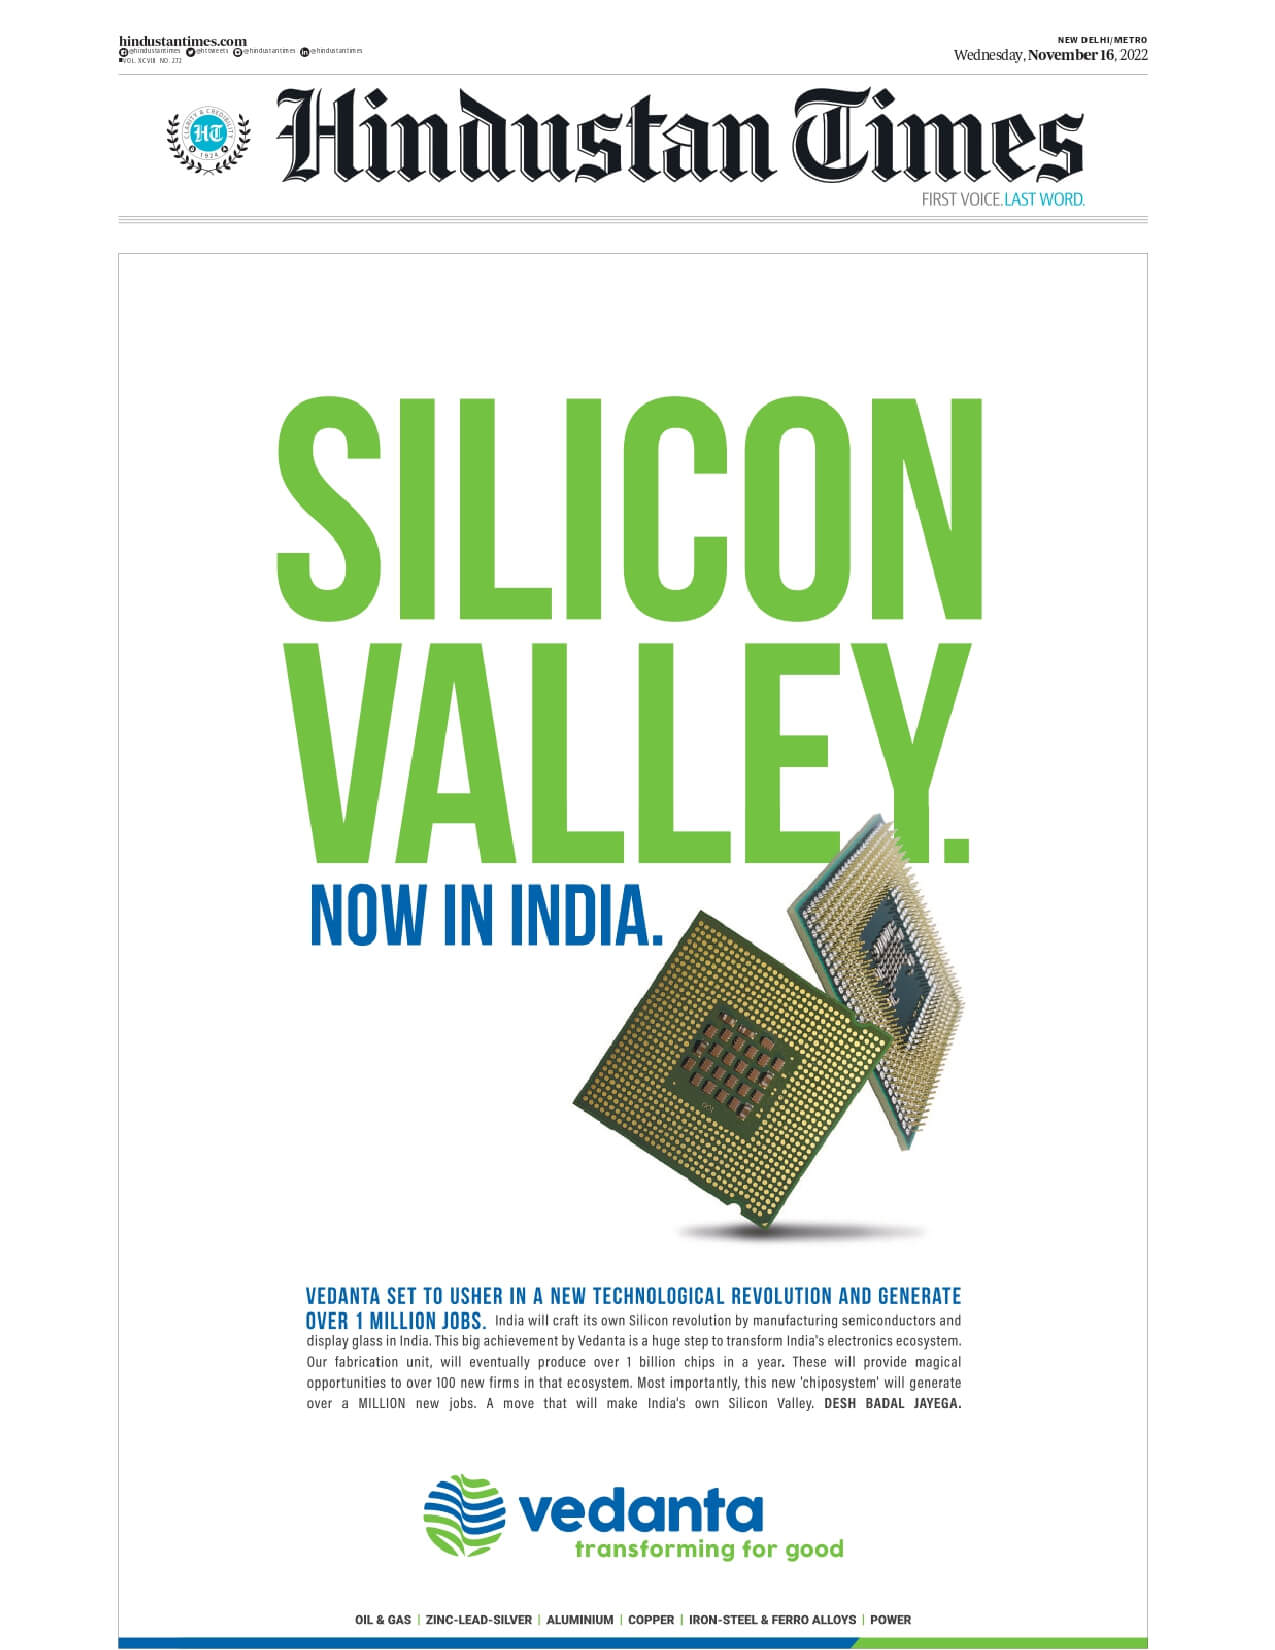 hindustantimes.com
@hindustantimes @httweets @hindustantimes @hindustantimes
VOL. XCVIII NO. 272
NEW DELHI/METRO
Wednesday, November 16, 2022
CLARITY & CREDIBILITY
HT
1924
Hindustan Times
FIRST VOICE. LAST WORD.
SILICON
VALLEY.
NOW IN INDIA.
VEDANTA SET TO USHER IN A NEW TECHNOLOGICAL REVOLUTION AND GENERATE
OVER 1 MILLION JOBS. India will craft its own Silicon revolution by manufacturing semiconductors and
display glass in India. This big achievement by Vedanta is a huge step to transform India's electronics ecosystem.
Our fabrication unit, will eventually produce over 1 billion chips in a year. These will provide magical
opportunities to over 100 new firms in that ecosystem. Most importantly, this new 'chiposystem' will generate
over a MILLION new jobs. A move that will make India's own Silicon Valley. DESH BADAL JAYEGA.
vedanta
transforming for good
OIL & GAS | ZINC-LEAD-SILVER | ALUMINIUM | COPPER | IRON-STEEL & FERRO ALLOYS | POWER